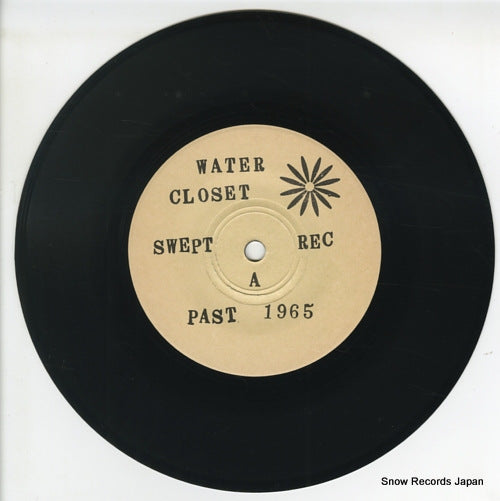 WATER
CLOSET
SWEPT REC
A
PAST 1965
Snow Records Japan